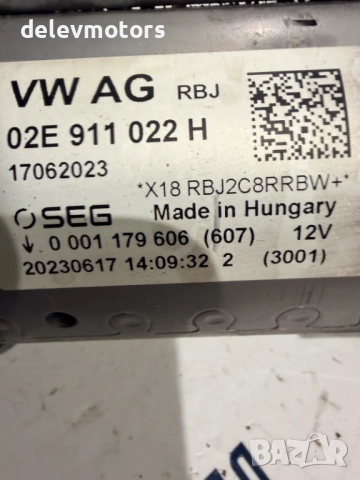 delevmotors/
VW AG RBJ
02E 911 022 H
17062023
*X18 RBJ2C8RRBW+*
SEG Made in Hungary
0 001 179 606 (607) 12V
20230617 14:09:32 2 (3001)
BAZAR